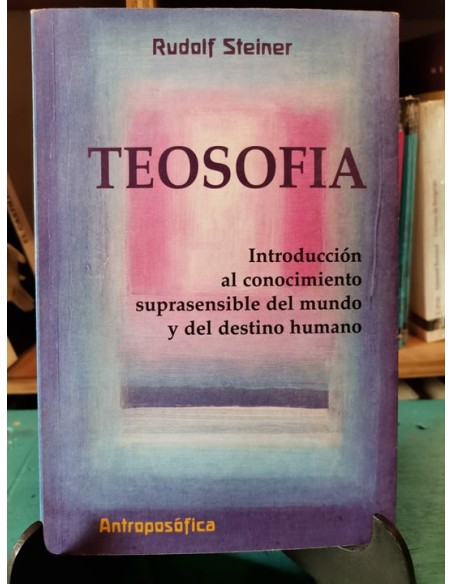 Rudolf Steiner
TEOSOFIA
Introducción
al conocimiento
suprasensible del mundo
y del destino humano
Antroposófica